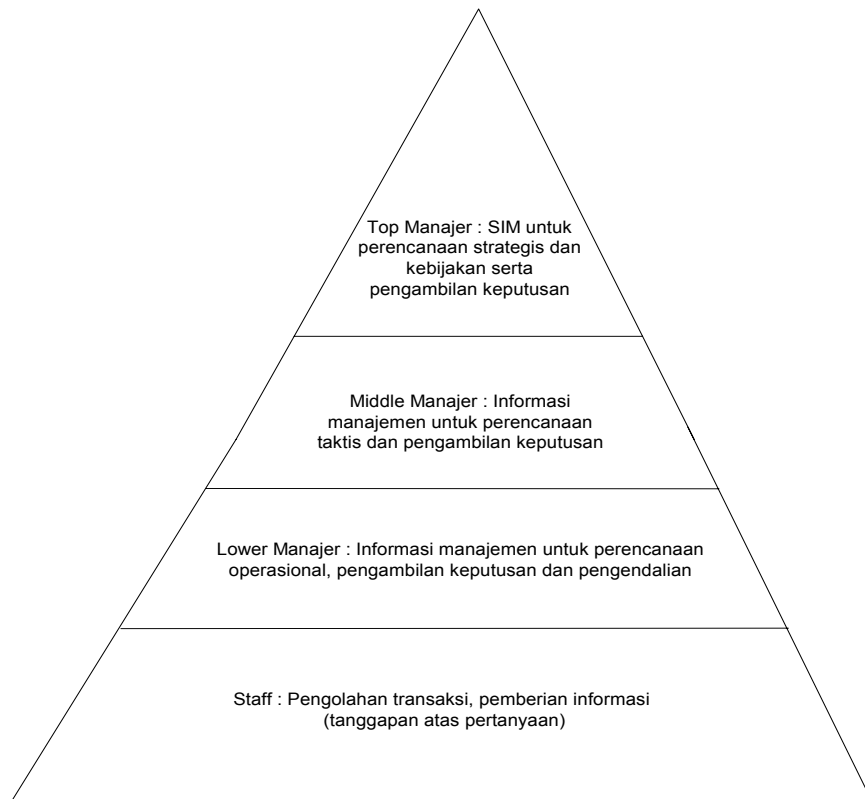 Top Manajer : SIM untuk
perencanaan strategis dan
kebijakan serta
pengambilan keputusan
Middle Manajer : Informasi
manajemen untuk perencanaan
taktis dan pengambilan keputusan
Lower Manajer : Informasi manajemen untuk perencanaan
operasional, pengambilan keputusan dan pengendalian
Staff : Pengolahan transaksi, pemberian informasi
(tanggapan atas pertanyaan)